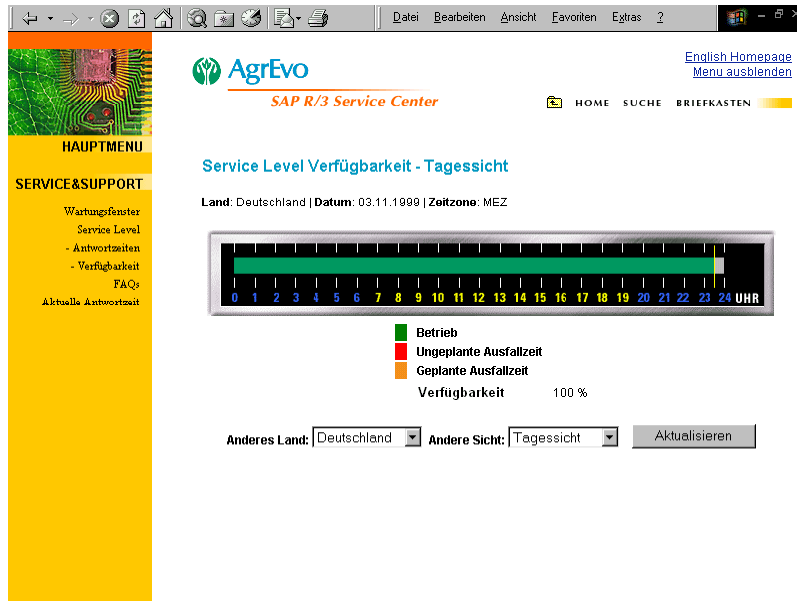 Datei Bearbeiten Ansicht Favoriten Extras ?
English Homepage
Menu ausblenden
AgrEvo
SAP R/3 Service Center
HOME SUCHE BRIEFKASTEN
HAUPTMENU
SERVICE&SUPPORT
Wartungsfenster
Service Level
- Antwortzeiten
- Verfügbarkeit
FAQs
Aktuelle Antwortzeit
Service Level Verfügbarkeit - Tagessicht
Land: Deutschland | Datum: 03.11.1999 | Zeitzone: MEZ
0 1 2 3 4 5 6 7 8 9 10 11 12 13 14 15 16 17 18 19 20 21 22 23 24 UHR
Betrieb
Ungeplante Ausfallzeit
Geplante Ausfallzeit
Verfügbarkeit 100 %
Anderes Land: Deutschland Andere Sicht: Tagessicht Aktualisieren